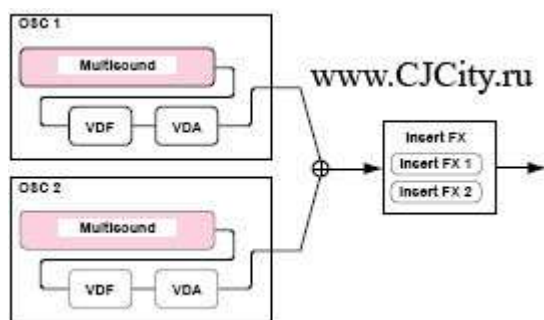 OSC 1
Multisound
VDF
VDA
www.CJCity.ru
Insert FX
Insert FX 1
Insert FX 2
OSC 2
Multisound
VDF
VDA